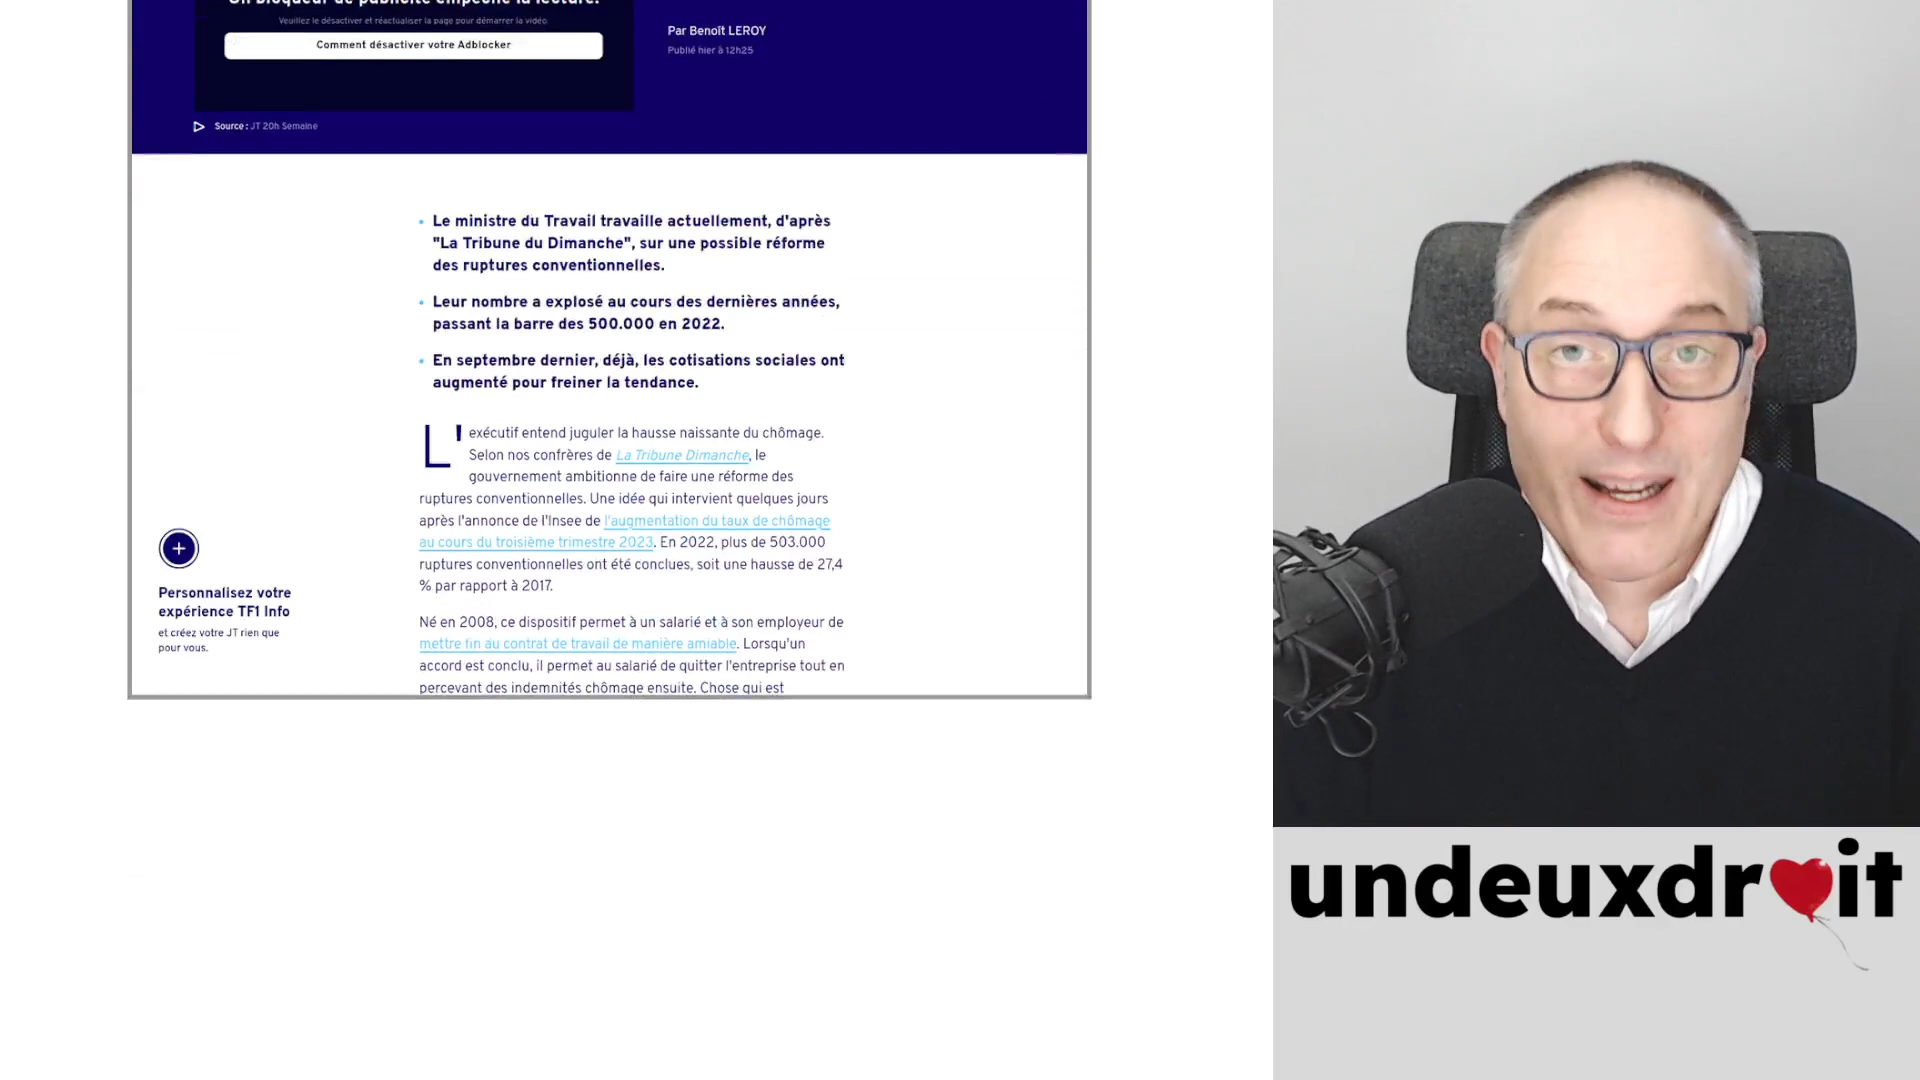 Un bloqueur de publicité empêche la lecture.
Veuillez le désactiver et réactualiser la page pour démarrer la vidéo.
Comment désactiver votre Adblocker
Par Benoît LEROY
Publié hier à 12h25
Source : JT 20h Semaine
Le ministre du Travail travaille actuellement, d'après
"La Tribune du Dimanche", sur une possible réforme
des ruptures conventionnelles.
Leur nombre a explosé au cours des dernières années,
passant la barre des 500.000 en 2022.
En septembre dernier, déjà, les cotisations sociales ont
augmenté pour freiner la tendance.
L'exécutif entend juguler la hausse naissante du chômage.
Selon nos confrères de La Tribune Dimanche, le
gouvernement ambitionne de faire une réforme des
ruptures conventionnelles. Une idée qui intervient quelques jours
après l'annonce de l'Insee de l'augmentation du taux de chômage
au cours du troisième trimestre 2023. En 2022, plus de 503.000
ruptures conventionnelles ont été conclues, soit une hausse de 27,4
% par rapport à 2017.
Né en 2008, ce dispositif permet à un salarié et à son employeur de
mettre fin au contrat de travail de manière amiable. Lorsqu'un
accord est conclu, il permet au salarié de quitter l'entreprise tout en
percevant des indemnités chômage ensuite. Chose qui est
+
Personnalisez votre
expérience TF1 Info
et créez votre JT rien que
pour vous.
undeuxdroit